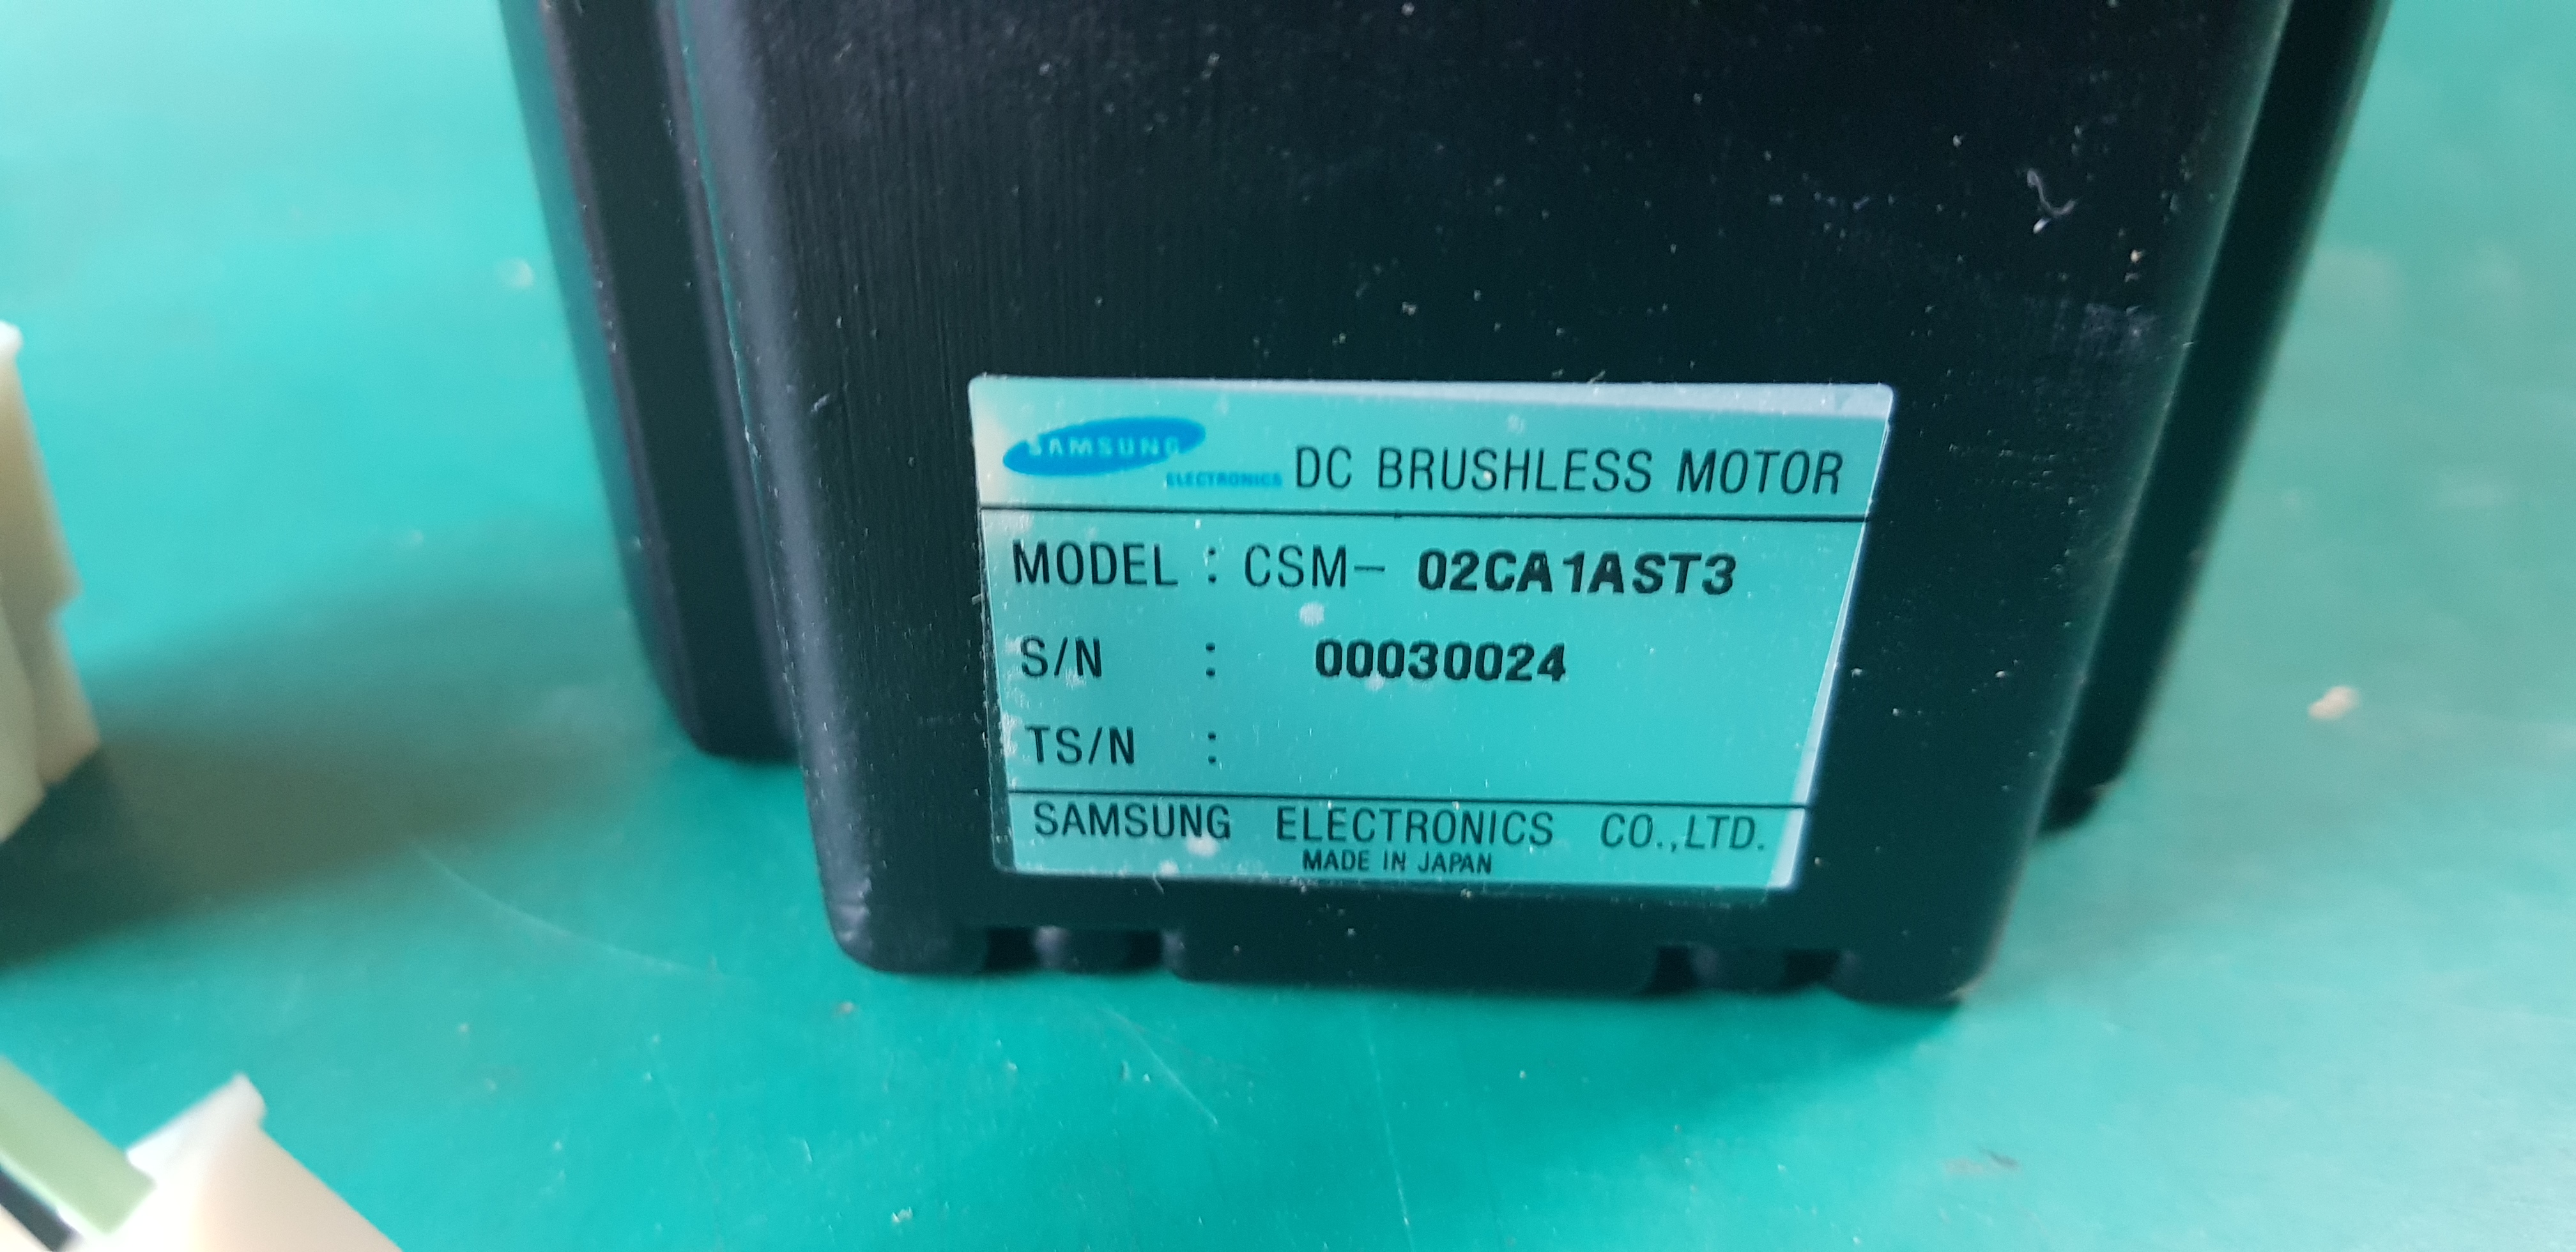 SAMSUNG
ELECTRONICS DC BRUSHLESS MOTOR
MODEL : CSM- 02CA1AST3
S/N : 00030024
TS/N :
SAMSUNG ELECTRONICS CO.,LTD.
MADE IN JAPAN